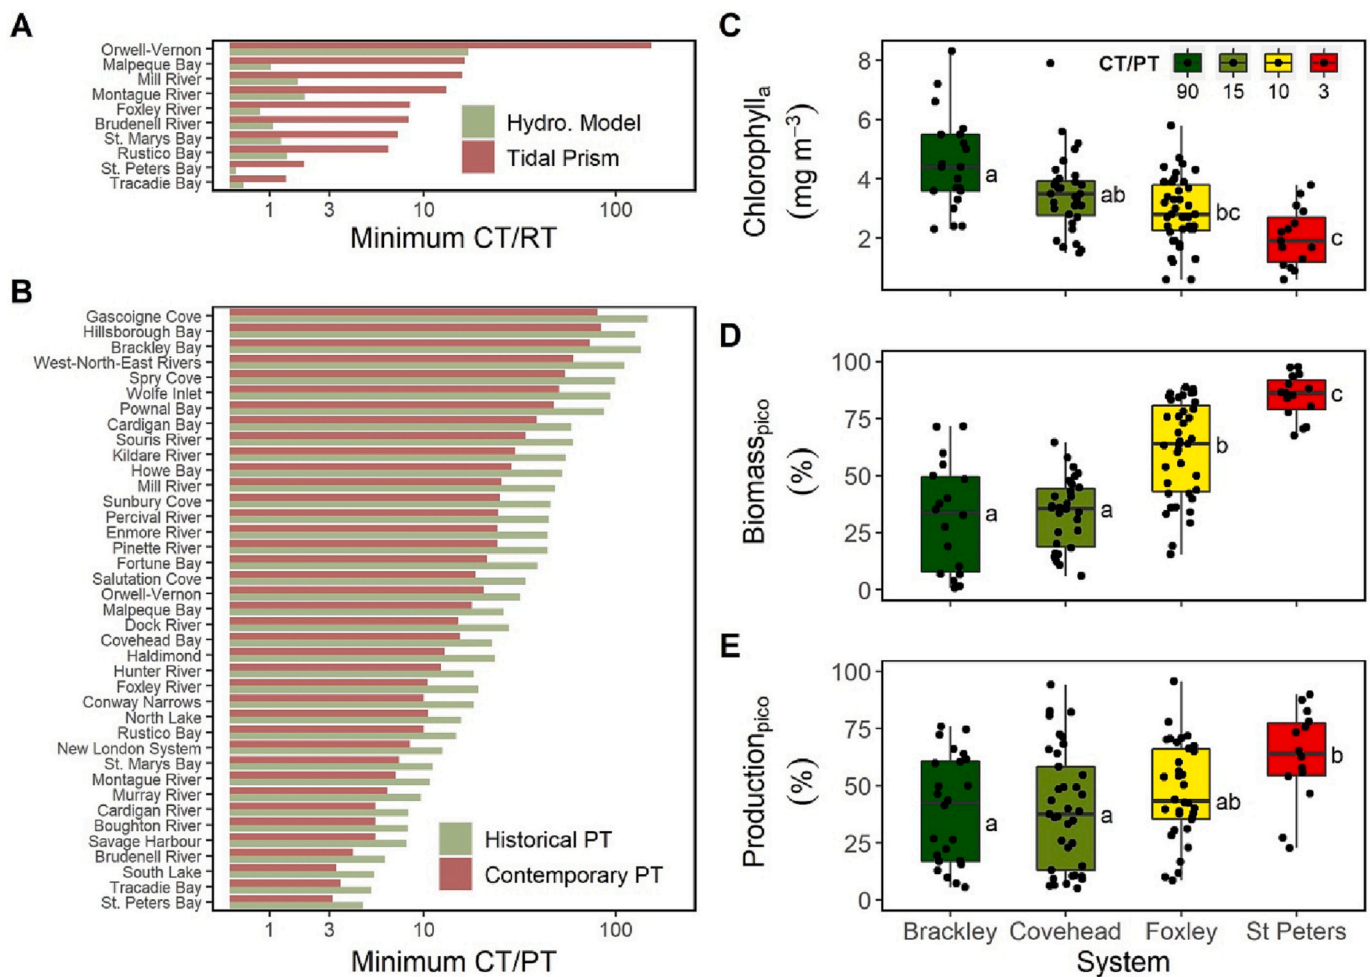 A
Orwell-Vernon
Malpeque Bay
Mill River
Montague River
Foxley River
Brudenell River
St. Marys Bay
Rustico Bay
St. Peters Bay
Tracadie Bay
Hydro. Model
Tidal Prism
1 3 10 100
Minimum CT/RT
B
Gascoigne Cove
Hillsborough Bay
Brackley Bay
West-North-East Rivers
Spry Cove
Wolfe Inlet
Pownal Bay
Cardigan Bay
Souris River
Kildare River
Howe Bay
Mill River
Sunbury Cove
Percival River
Enmore River
Pinette River
Fortune Bay
Salutation Cove
Orwell-Vernon
Malpeque Bay
Dock River
Covehead Bay
Haldimond
Hunter River
Foxley River
Conway Narrows
North Lake
Rustico Bay
New London System
St. Marys Bay
Montague River
Murray River
Cardigan River
Boughton River
Savage Harbour
Brudenell River
South Lake
Tracadie Bay
St. Peters Bay
Historical PT
Contemporary PT
1 3 10 100
Minimum CT/PT
C
Chlorophyll a
(mg m−3)
8
6
4
2
CT/PT
90 15 10 3
a
ab
bc
c
D
Biomass pico
(%)
100
75
50
25
0
a
a
b
c
E
Production pico
(%)
100
75
50
25
0
a
a
ab
b
Brackley Covehead Foxley St Peters
System